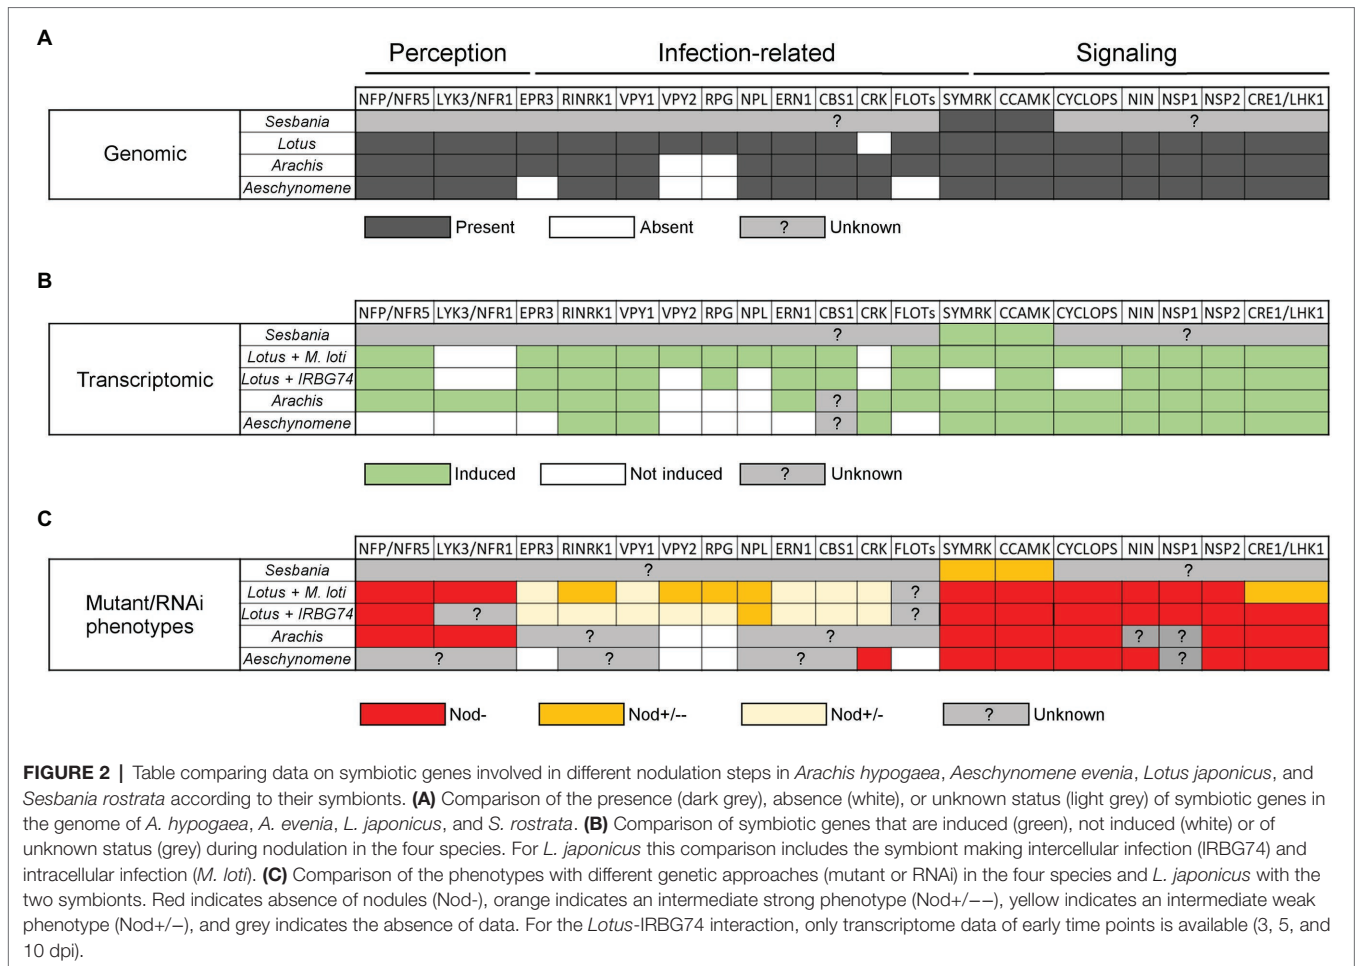 A
Perception Infection-related Signaling
NFP/NFR5 LYK3/NFR1 EPR3 RINRK1 VPY1 VPY2 RPG NPL ERN1 CBS1 CRK FLOTs SYMRK CCAMK CYCLOPS NIN NSP1 NSP2 CRE1/LHK1
Genomic
Sesbania ? ?
Lotus
Arachis
Aeschynomene
Present Absent ? Unknown
B
NFP/NFR5 LYK3/NFR1 EPR3 RINRK1 VPY1 VPY2 RPG NPL ERN1 CBS1 CRK FLOTs SYMRK CCAMK CYCLOPS NIN NSP1 NSP2 CRE1/LHK1
Transcriptomic
Sesbania ? ?
Lotus + M. loti
Lotus + IRBG74
Arachis ?
Aeschynomene ?
Induced Not induced ? Unknown
C
NFP/NFR5 LYK3/NFR1 EPR3 RINRK1 VPY1 VPY2 RPG NPL ERN1 CBS1 CRK FLOTs SYMRK CCAMK CYCLOPS NIN NSP1 NSP2 CRE1/LHK1
Mutant/RNAi
phenotypes
Sesbania ? ?
Lotus + M. loti ?
Lotus + IRBG74 ? ?
Arachis ? ? ? ?
Aeschynomene ? ? ? ?
Nod- Nod+/-- Nod+/- ? Unknown
FIGURE 2 | Table comparing data on symbiotic genes involved in different nodulation steps in Arachis hypogaea, Aeschynomene evenia, Lotus japonicus, and
Sesbania rostrata according to their symbionts. (A) Comparison of the presence (dark grey), absence (white), or unknown status (light grey) of symbiotic genes in
the genome of A. hypogaea, A. evenia, L. japonicus, and S. rostrata. (B) Comparison of symbiotic genes that are induced (green), not induced (white) or of
unknown status (grey) during nodulation in the four species. For L. japonicus this comparison includes the symbiont making intercellular infection (IRBG74) and
intracellular infection (M. loti). (C) Comparison of the phenotypes with different genetic approaches (mutant or RNAi) in the four species and L. japonicus with the
two symbionts. Red indicates absence of nodules (Nod-), orange indicates an intermediate strong phenotype (Nod+/−−), yellow indicates an intermediate weak
phenotype (Nod+/−), and grey indicates the absence of data. For the Lotus-IRBG74 interaction, only transcriptome data of early time points is available (3, 5, and
10 dpi).